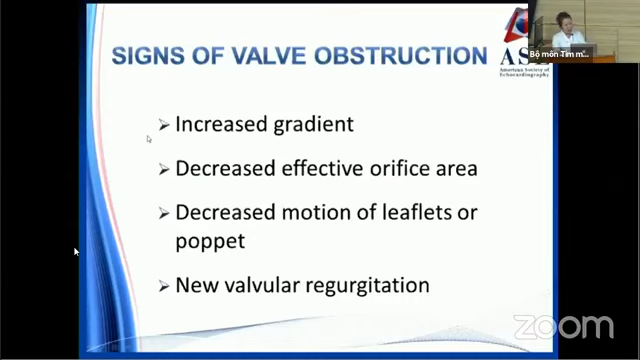 SIGNS OF VALVE OBSTRUCTION
American Society of
Echocardiography
Bộ môn Tim m...
Increased gradient
Decreased effective orifice area
Decreased motion of leaflets or
poppet
New valvular regurgitation
zoom